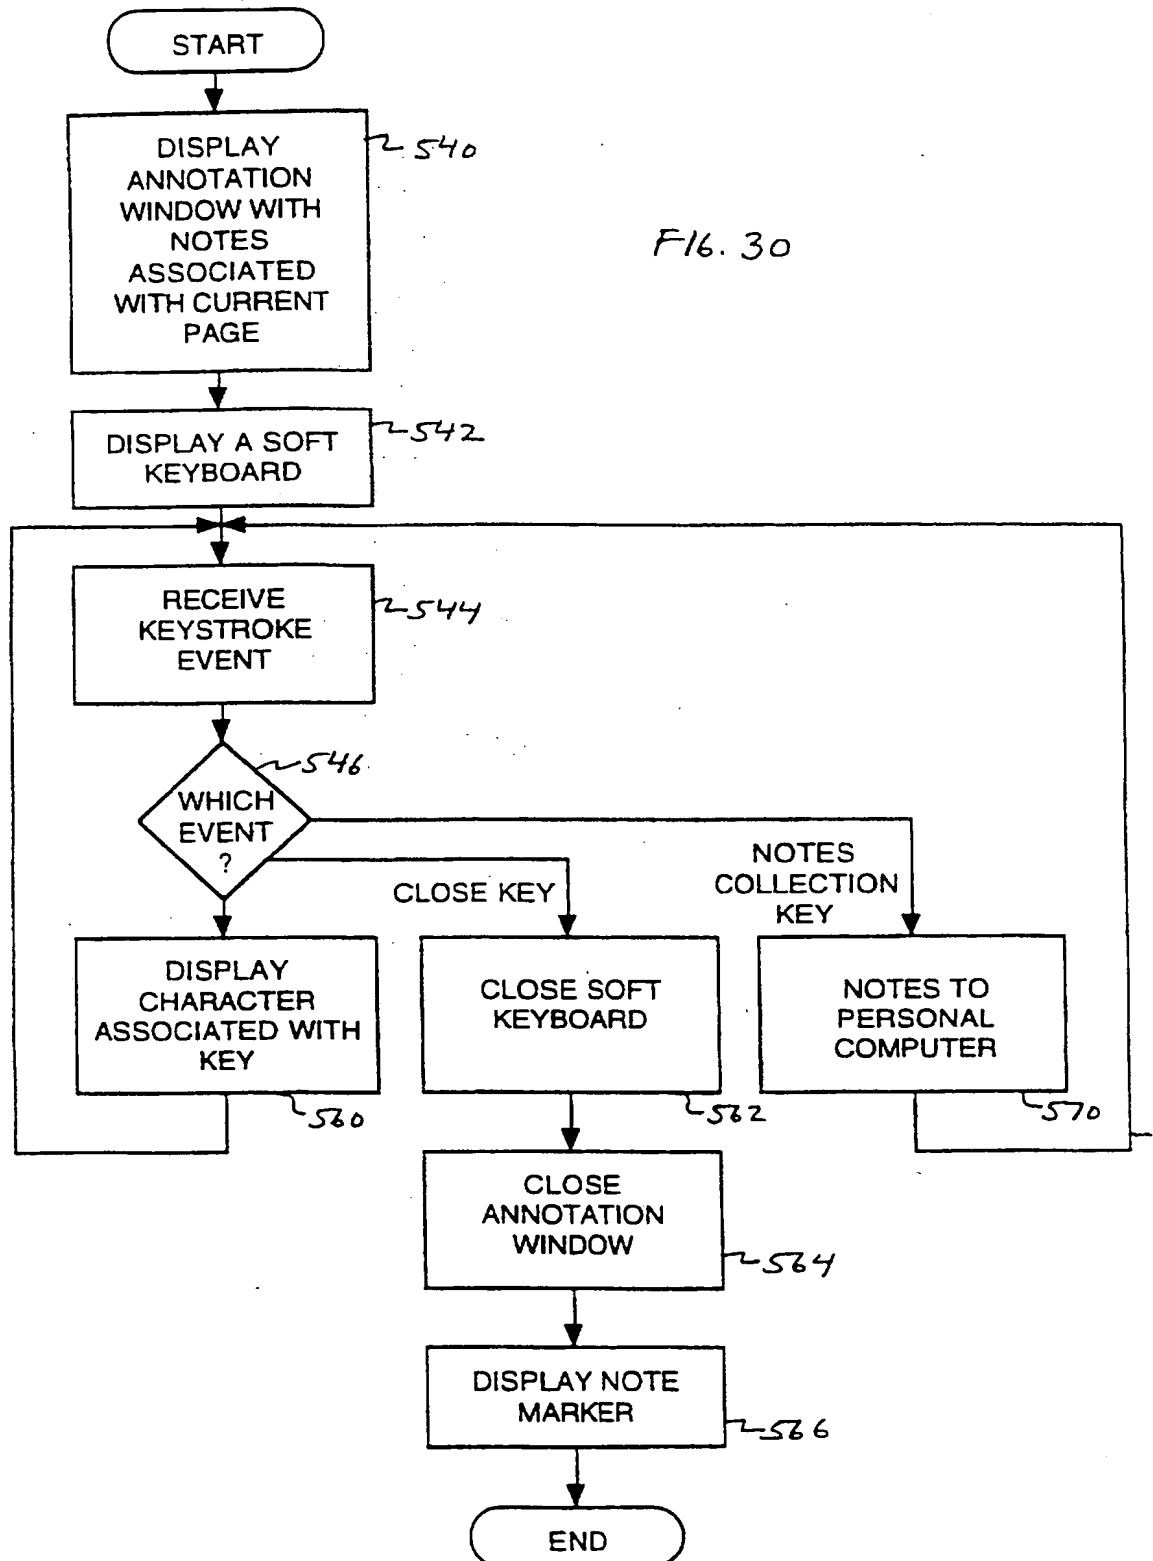 START
DISPLAY
ANNOTATION
WINDOW WITH
NOTES
ASSOCIATED
WITH CURRENT
PAGE
540
FIG. 30
DISPLAY A SOFT
KEYBOARD
542
RECEIVE
KEYSTROKE
EVENT
544
WHICH
EVENT
?
546
CLOSE KEY
NOTES
COLLECTION
KEY
DISPLAY
CHARACTER
ASSOCIATED WITH
KEY
560
CLOSE SOFT
KEYBOARD
562
NOTES TO
PERSONAL
COMPUTER
570
CLOSE
ANNOTATION
WINDOW
564
DISPLAY NOTE
MARKER
566
END